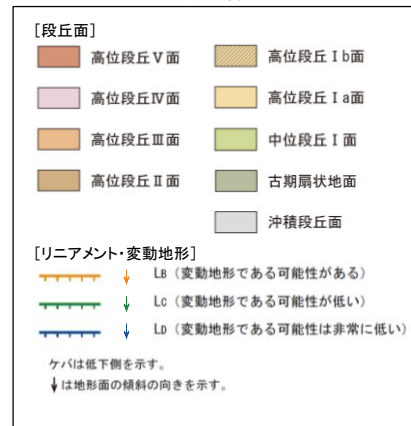 [段丘面]
高位段丘Ⅴ面 高位段丘Ⅰb面
高位段丘Ⅳ面 高位段丘Ⅰa面
高位段丘Ⅲ面 中位段丘Ⅰ面
高位段丘Ⅱ面 古期扇状地面
沖積段丘面
[リニアメント・変動地形]
LB (変動地形である可能性がある)
LC (変動地形である可能性が低い)
LD (変動地形である可能性は非常に低い)
ケバは低下側を示す。
↓は地形面の傾斜の向きを示す。